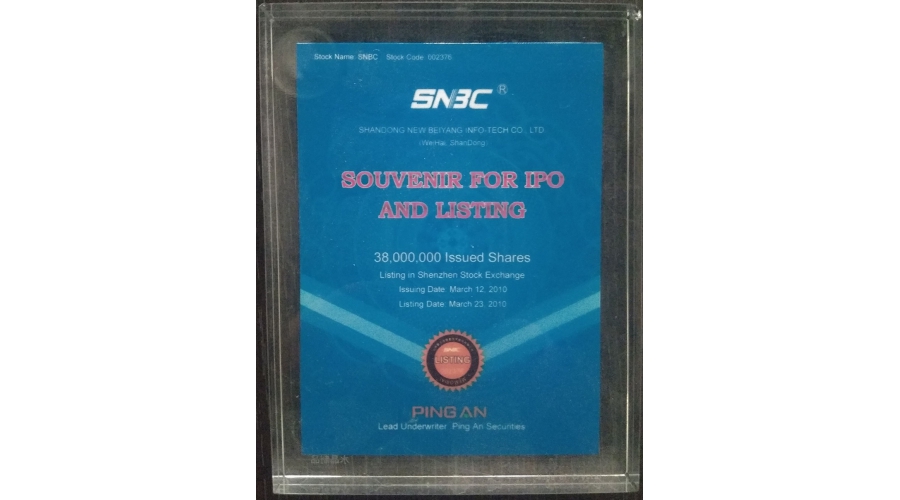 Stock Name: SNBC Stock Code: 002376
SNBC ®
SHANDONG NEW BEIYANG INFO-TECH CO., LTD.
(WeiHai, ShanDong)
SOUVENIR FOR IPO
AND LISTING
38,000,000 Issued Shares
Listing in Shenzhen Stock Exchange
Issuing Date: March 12, 2010
Listing Date: March 23, 2010
SNBC
LISTING
PING AN
Lead Underwriter: Ping An Securities